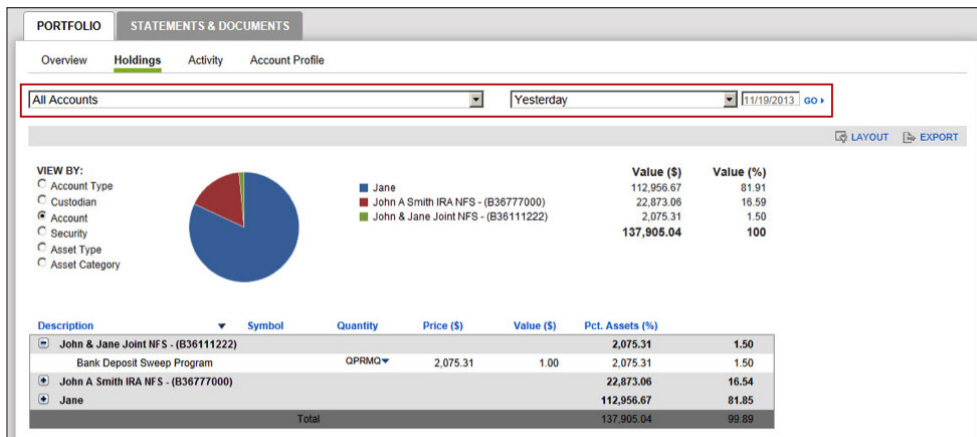 PORTFOLIO STATEMENTS & DOCUMENTS
Overview Holdings Activity Account Profile
All Accounts Yesterday 11/19/2013 GO
LAYOUT EXPORT
VIEW BY: Value ($) Value (%)
Account Type Jane 112,956.67 81.91
Custodian John A Smith IRA NFS - (B36777000) 22,873.06 16.59
Account John & Jane Joint NFS - (B36111222) 2,075.31 1.50
Security 137,905.04 100
Asset Type
Asset Category
Description Symbol Quantity Price ($) Value ($) Pct. Assets (%)
John & Jane Joint NFS - (B36111222) 2,075.31 1.50
Bank Deposit Sweep Program QPRMQ 2,075.31 1.00 2,075.31 1.50
John A Smith IRA NFS - (B36777000) 22,873.06 16.54
Jane 112,956.67 81.85
Total 137,905.04 99.89